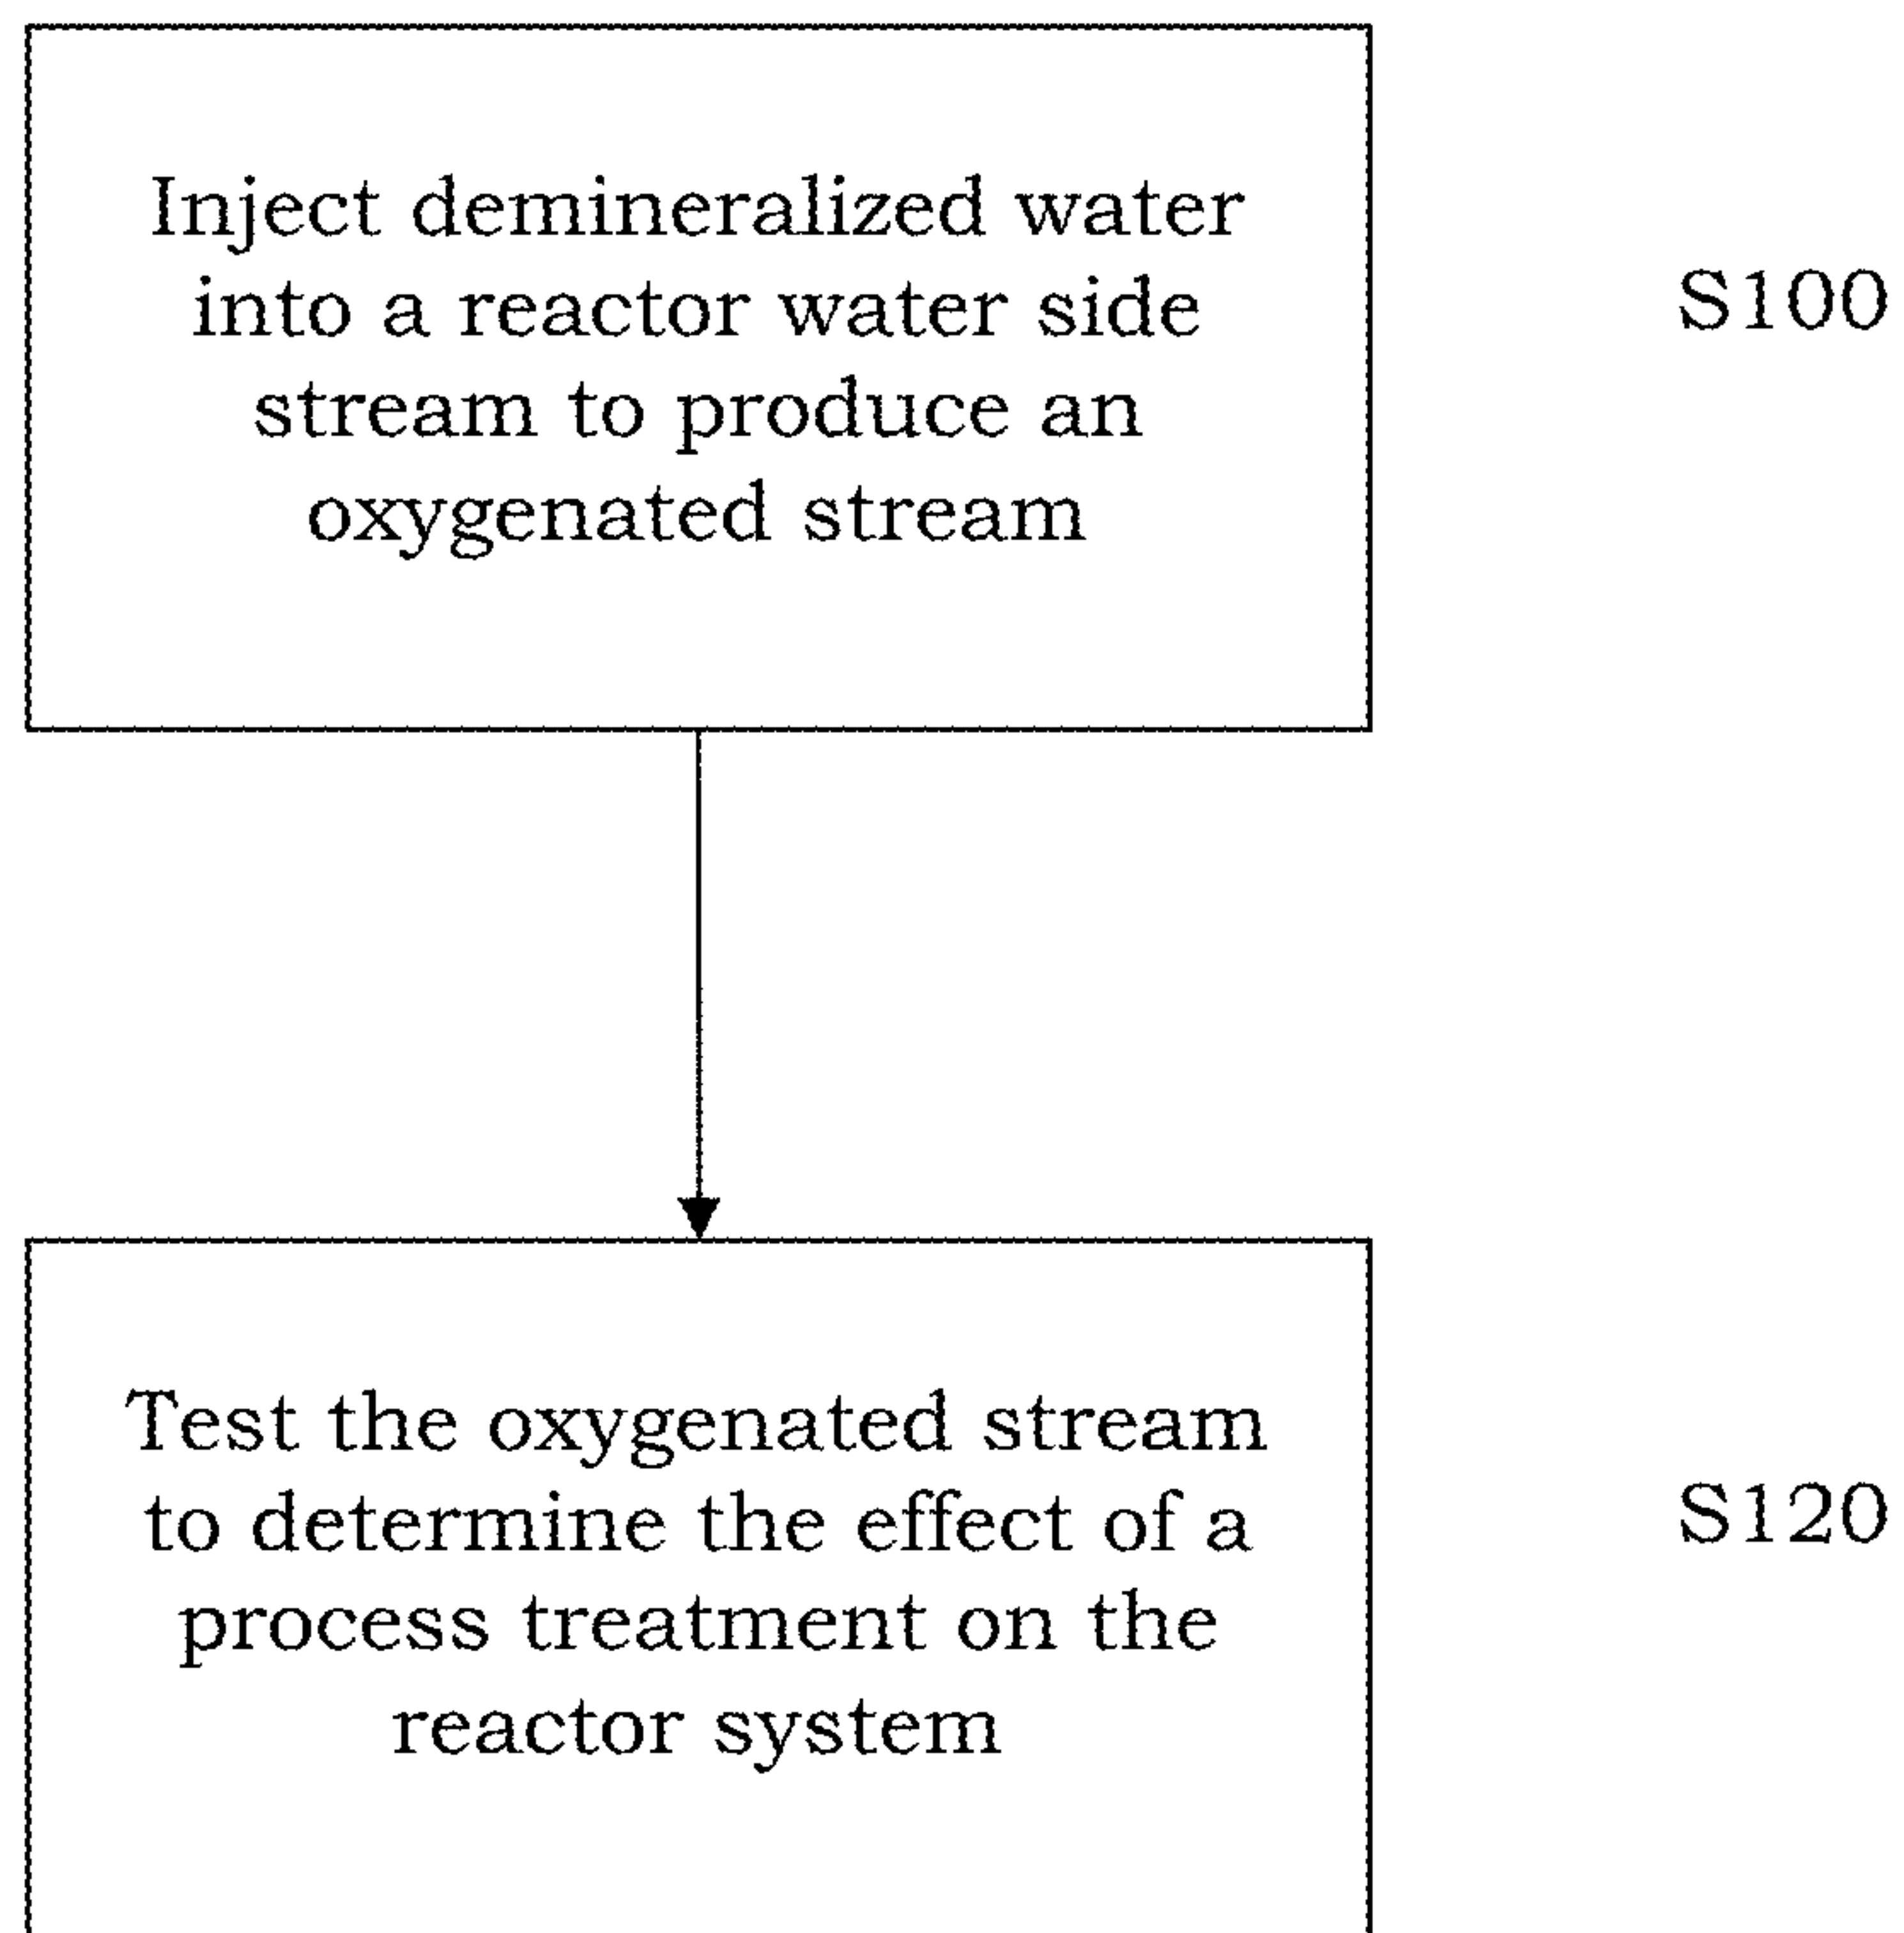 Inject demineralized water
into a reactor water side
stream to produce an
oxygenated stream
S100
Test the oxygenated stream
to determine the effect of a
process treatment on the
reactor system
S120